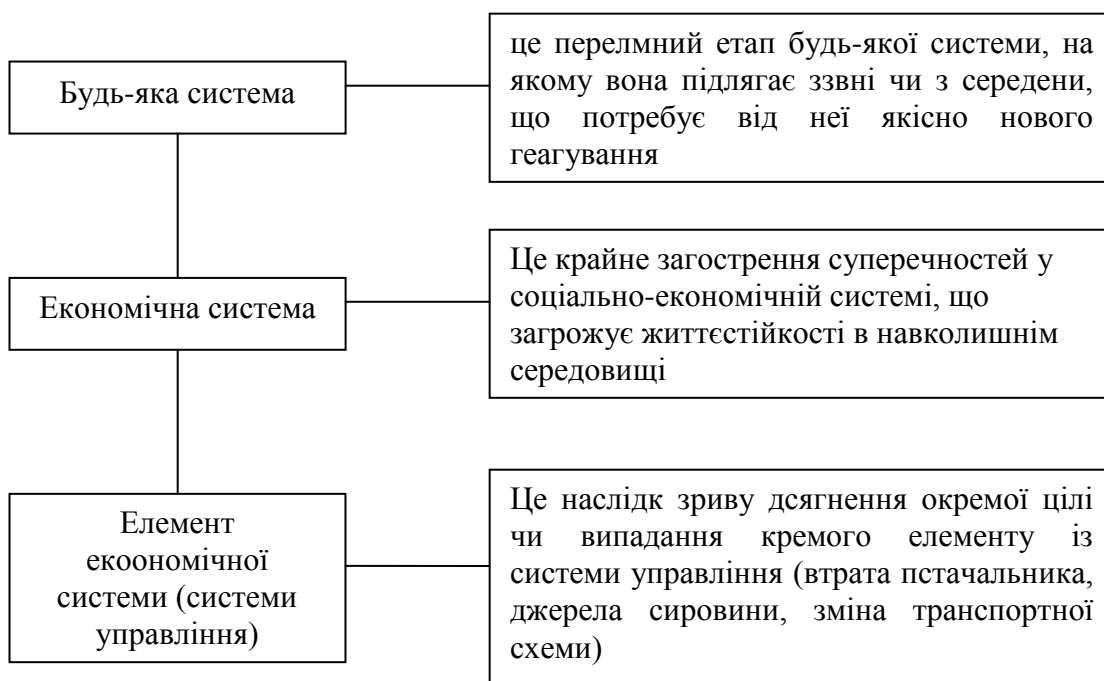 Будь-яка система
це перелмний етап будь-якої системи, на
якому вона підлягає ззвні чи з середени,
що потребує від неї якісно нового
геагування
Економічна система
Це крайне загострення суперечностей у
соціально-економічній системі, що
загрожує життєстійкості в навколишнім
середовищі
Елемент
екоономічної
системи (системи
управління)
Це наслідк зриву дсягнення окремої цілі
чи випадання кремого елементу із
системи управління (втрата пстачальника,
джерела сировини, зміна транспортної
схеми)